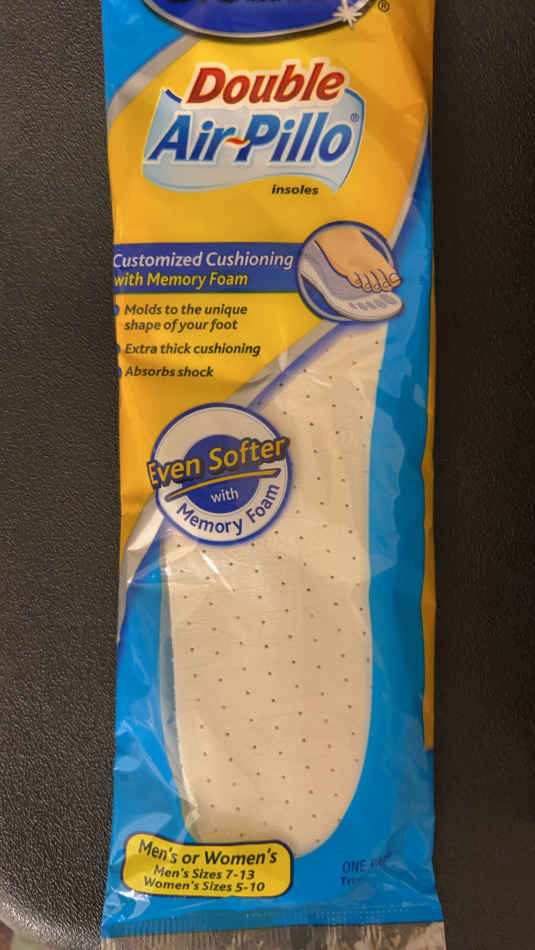 ®
Double
Air-Pillo®
insoles
Customized Cushioning
with Memory Foam
Molds to the unique
shape of your foot
Extra thick cushioning
Absorbs shock
Even Softer
with
Memory Foam
Men's or Women's
Men's Sizes 7-13
Women's Sizes 5-10
ONE